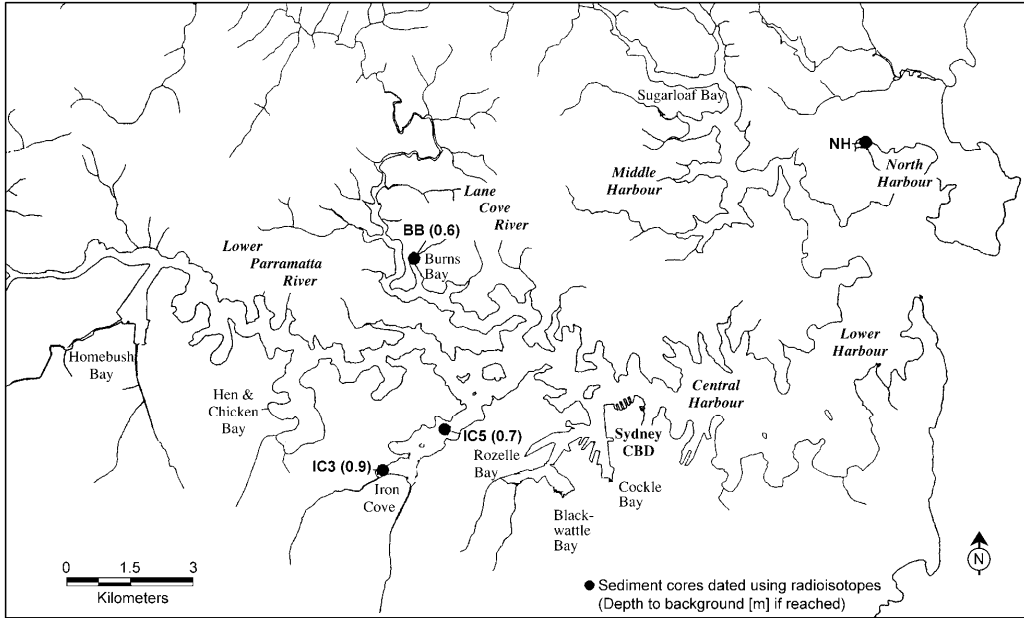 Sugarloaf Bay
NH
North
Harbour
Middle
Harbour
Lane
Cove
River
BB (0.6)
Burns
Bay
Lower
Parramatta
River
Homebush
Bay
Hen &
Chicken
Bay
Lower
Harbour
Central
Harbour
Sydney
CBD
IC5 (0.7)
Rozelle
Bay
IC3 (0.9)
Iron
Cove
Cockle
Bay
Black-
wattle
Bay
0 1.5 3
Kilometers
N
Sediment cores dated using radioisotopes
(Depth to background [m] if reached)